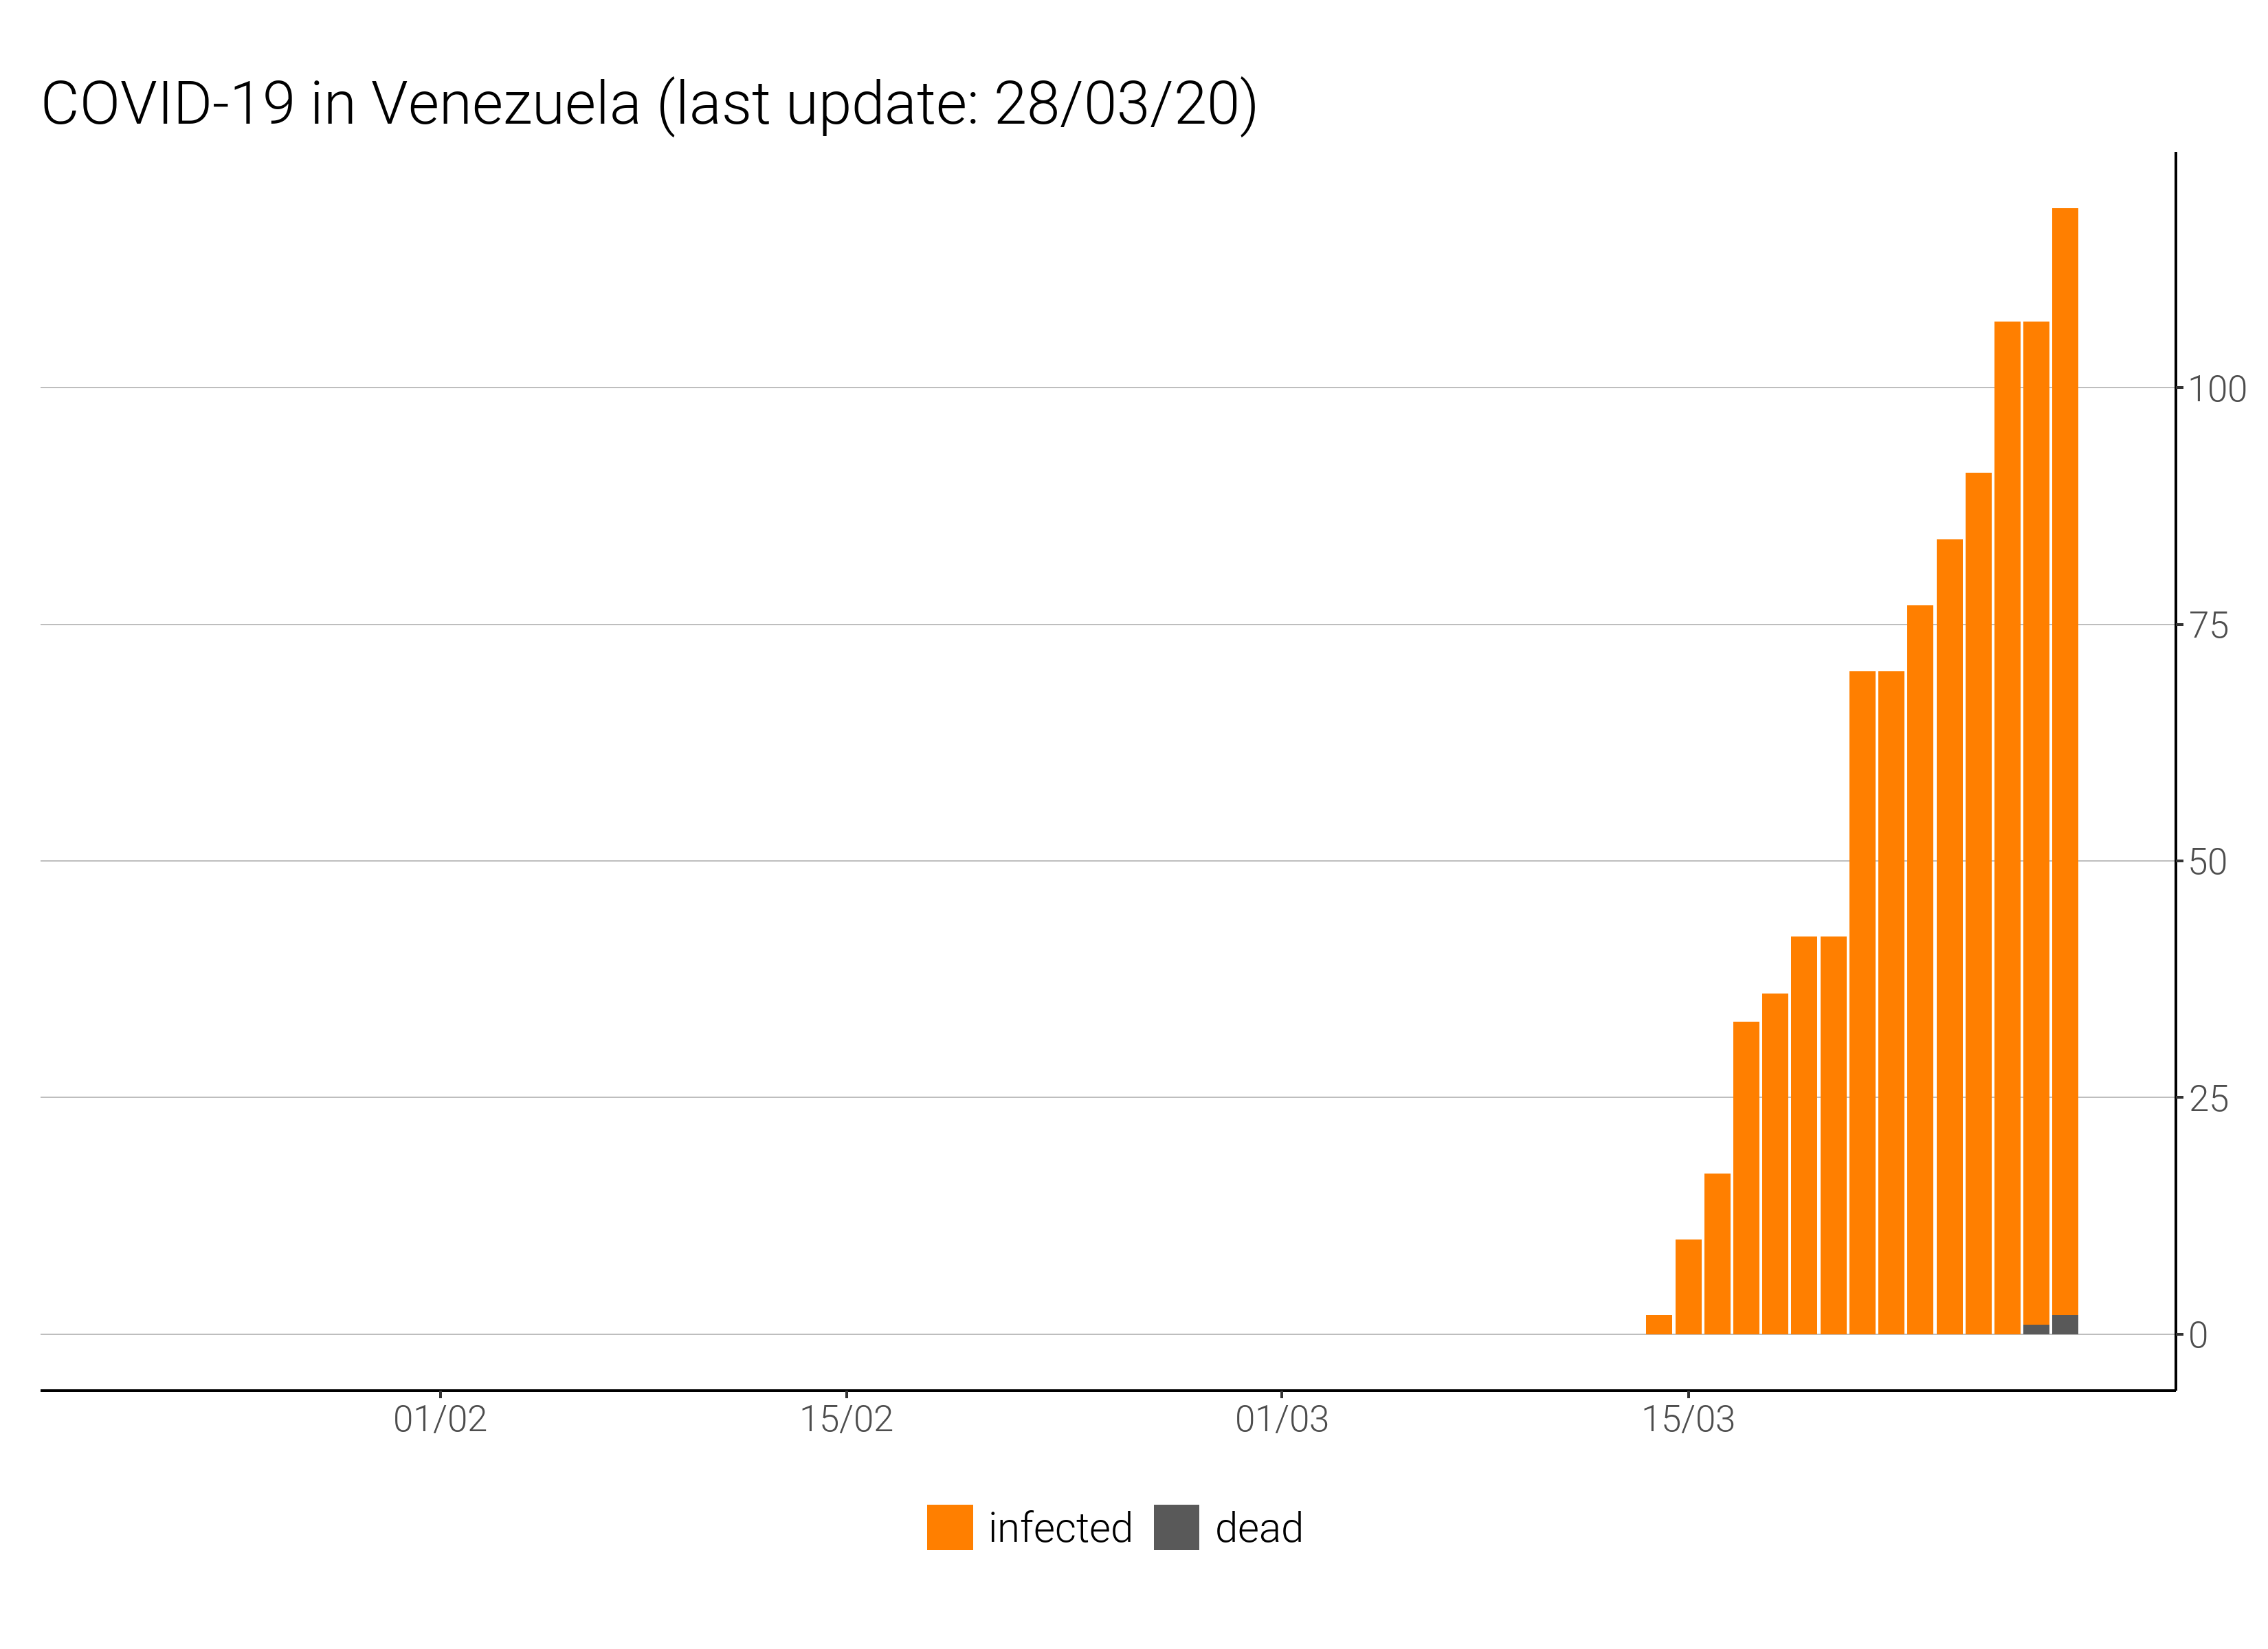 COVID-19 in Venezuela (last update: 28/03/20)
100
75
50
25
0
01/02 15/02 01/03 15/03
infected dead